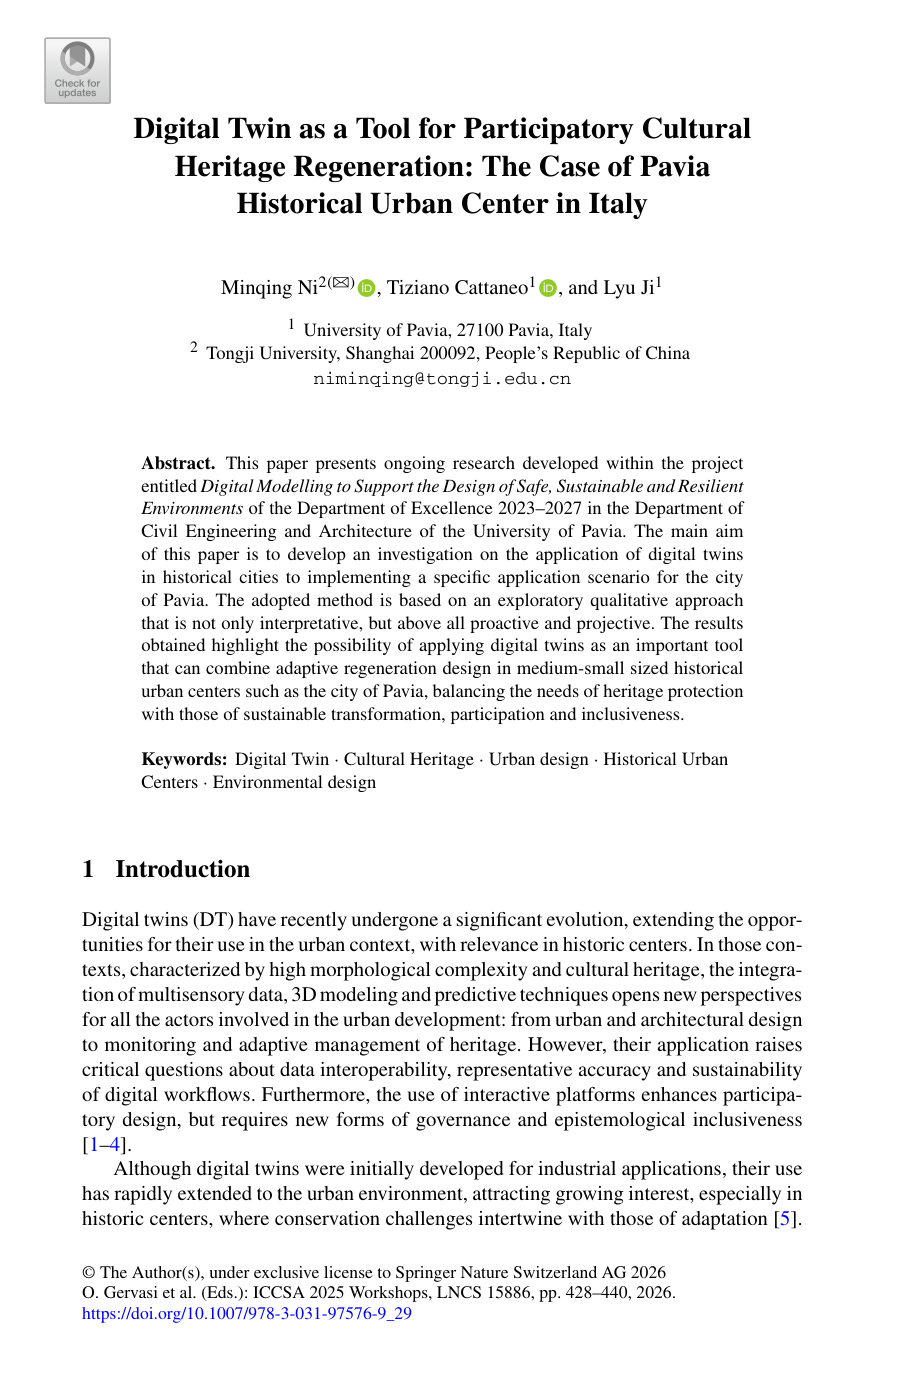 Check for
updates
Digital Twin as a Tool for Participatory Cultural
Heritage Regeneration: The Case of Pavia
Historical Urban Center in Italy
Minqing Ni2(✉) iD, Tiziano Cattaneo1 iD, and Lyu Ji1
1 University of Pavia, 27100 Pavia, Italy
2 Tongji University, Shanghai 200092, People's Republic of China
niminqing@tongji.edu.cn
Abstract. This paper presents ongoing research developed within the project
entitled Digital Modelling to Support the Design of Safe, Sustainable and Resilient
Environments of the Department of Excellence 2023–2027 in the Department of
Civil Engineering and Architecture of the University of Pavia. The main aim
of this paper is to develop an investigation on the application of digital twins
in historical cities to implementing a specific application scenario for the city
of Pavia. The adopted method is based on an exploratory qualitative approach
that is not only interpretative, but above all proactive and projective. The results
obtained highlight the possibility of applying digital twins as an important tool
that can combine adaptive regeneration design in medium-small sized historical
urban centers such as the city of Pavia, balancing the needs of heritage protection
with those of sustainable transformation, participation and inclusiveness.
Keywords: Digital Twin · Cultural Heritage · Urban design · Historical Urban
Centers · Environmental design
1 Introduction
Digital twins (DT) have recently undergone a significant evolution, extending the oppor-
tunities for their use in the urban context, with relevance in historic centers. In those con-
texts, characterized by high morphological complexity and cultural heritage, the integra-
tion of multisensory data, 3D modeling and predictive techniques opens new perspectives
for all the actors involved in the urban development: from urban and architectural design
to monitoring and adaptive management of heritage. However, their application raises
critical questions about data interoperability, representative accuracy and sustainability
of digital workflows. Furthermore, the use of interactive platforms enhances participa-
tory design, but requires new forms of governance and epistemological inclusiveness
[1–4].
Although digital twins were initially developed for industrial applications, their use
has rapidly extended to the urban environment, attracting growing interest, especially in
historic centers, where conservation challenges intertwine with those of adaptation [5].
© The Author(s), under exclusive license to Springer Nature Switzerland AG 2026
O. Gervasi et al. (Eds.): ICCSA 2025 Workshops, LNCS 15886, pp. 428–440, 2026.
https://doi.org/10.1007/978-3-031-97576-9_29